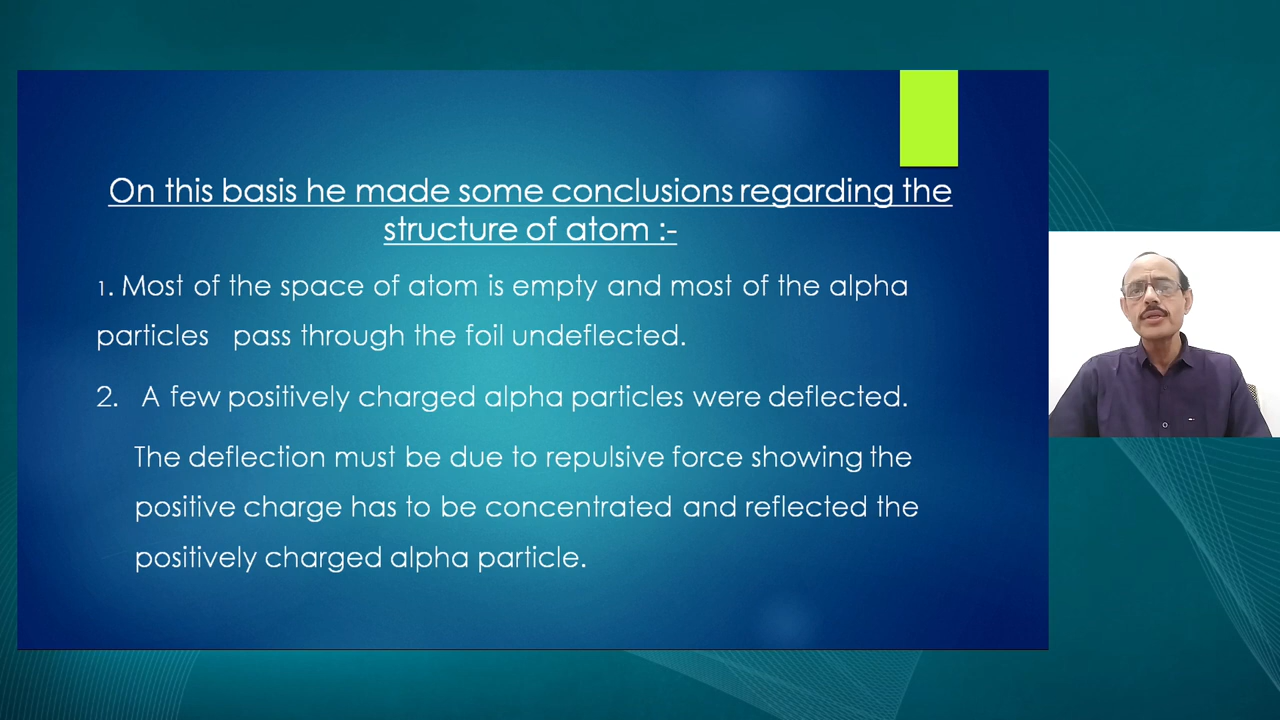 On this basis he made some conclusions regarding the
structure of atom :-
1. Most of the space of atom is empty and most of the alpha
particles pass through the foil undeflected.
2. A few positively charged alpha particles were deflected.
The deflection must be due to repulsive force showing the
positive charge has to be concentrated and reflected the
positively charged alpha particle.